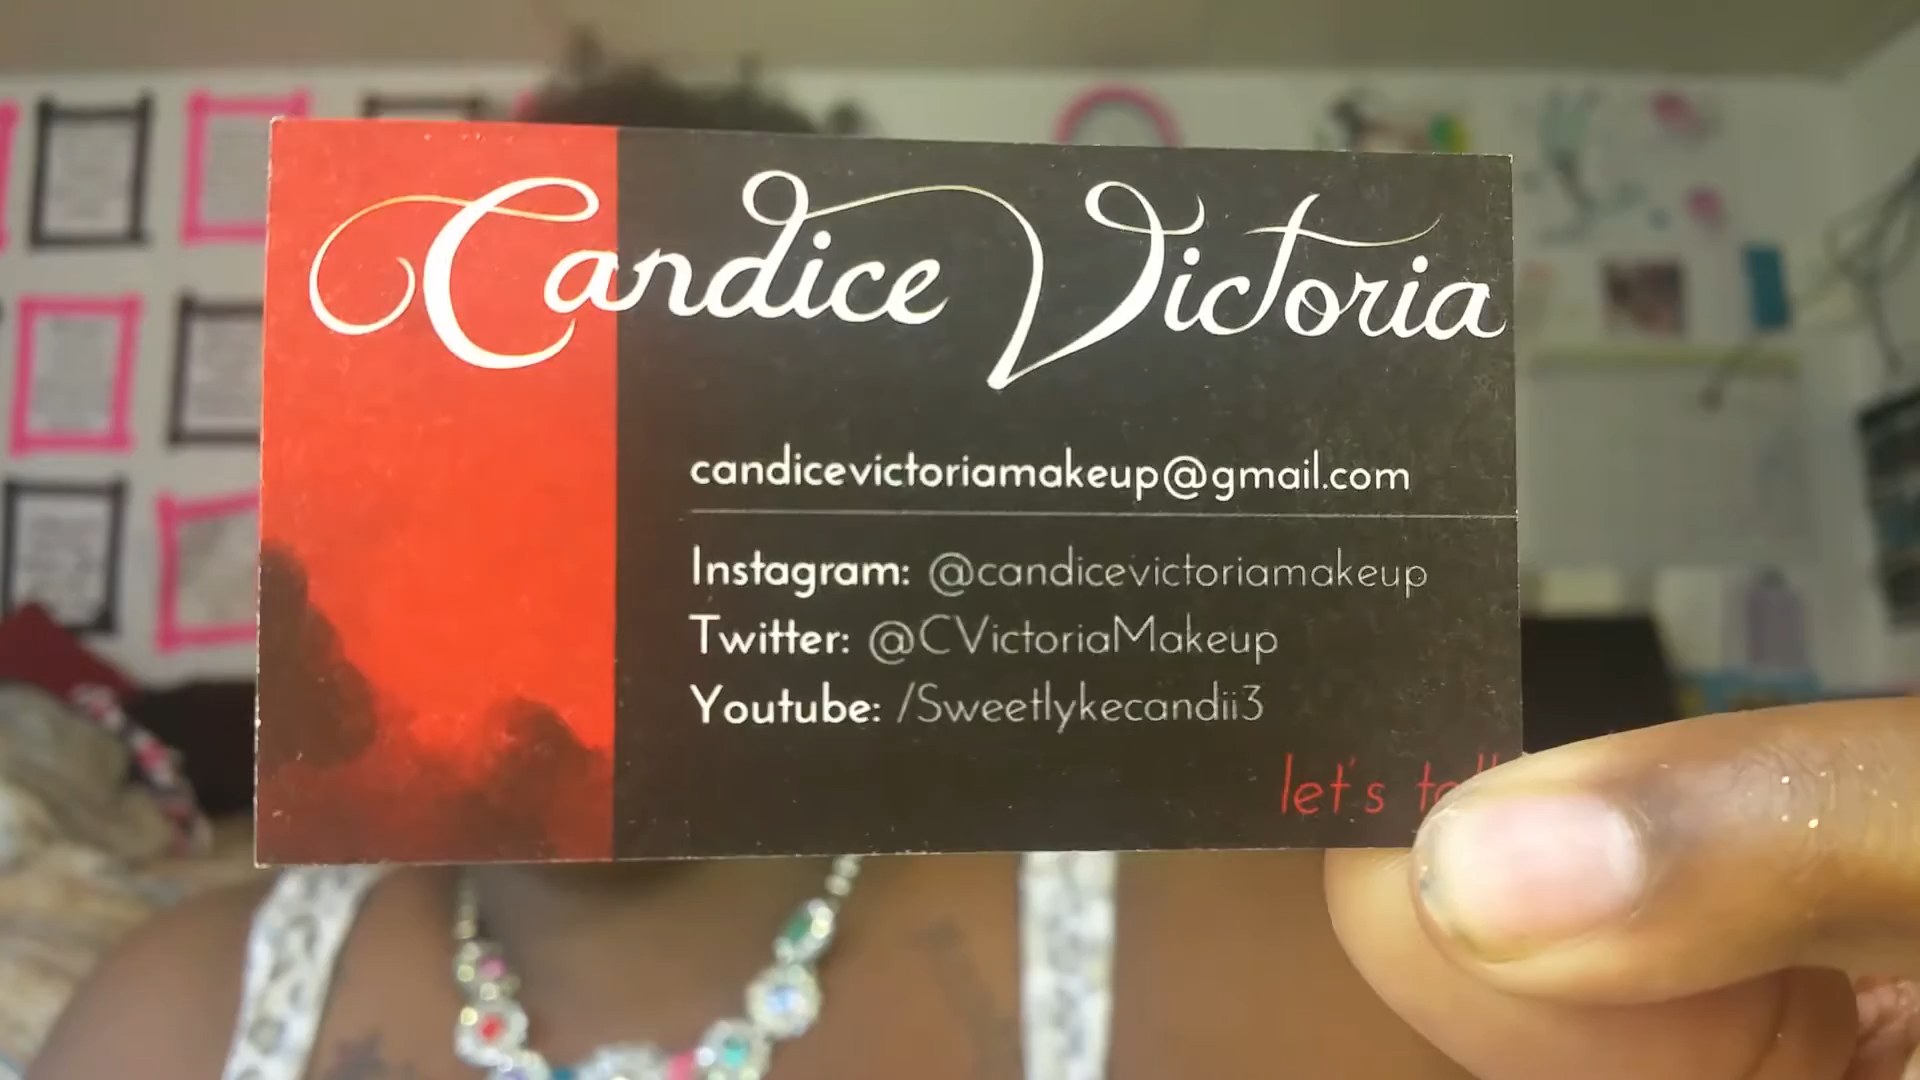 Candice Victoria
candicevictoriamakeup@gmail.com
Instagram: @candicevictoriamakeup
Twitter: @CVictoriaMakeup
Youtube: /Sweetlykecandii3
let's